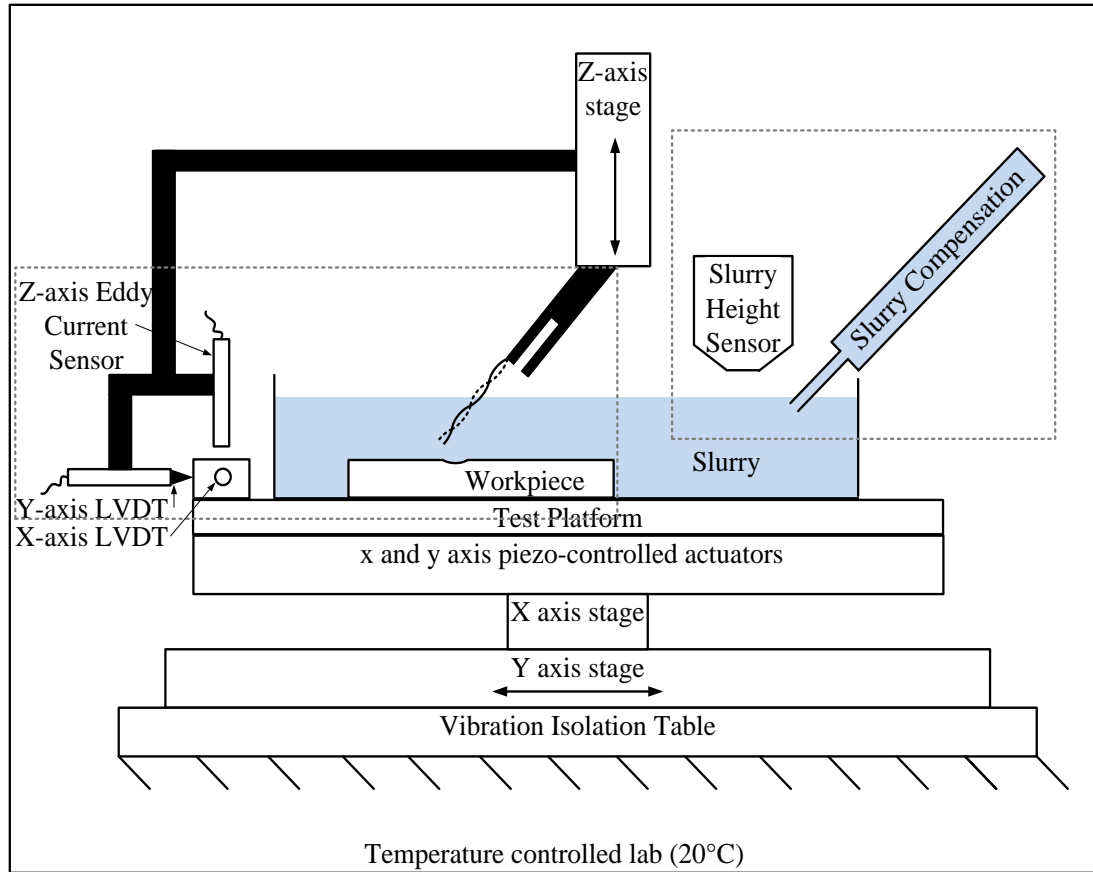 Z-axis
stage
Slurry Compensation
Z-axis Eddy
Current
Sensor
Slurry
Height
Sensor
Slurry
Workpiece
Y-axis LVDT
X-axis LVDT
Test Platform
x and y axis piezo-controlled actuators
X axis stage
Y axis stage
Vibration Isolation Table
Temperature controlled lab (20°C)